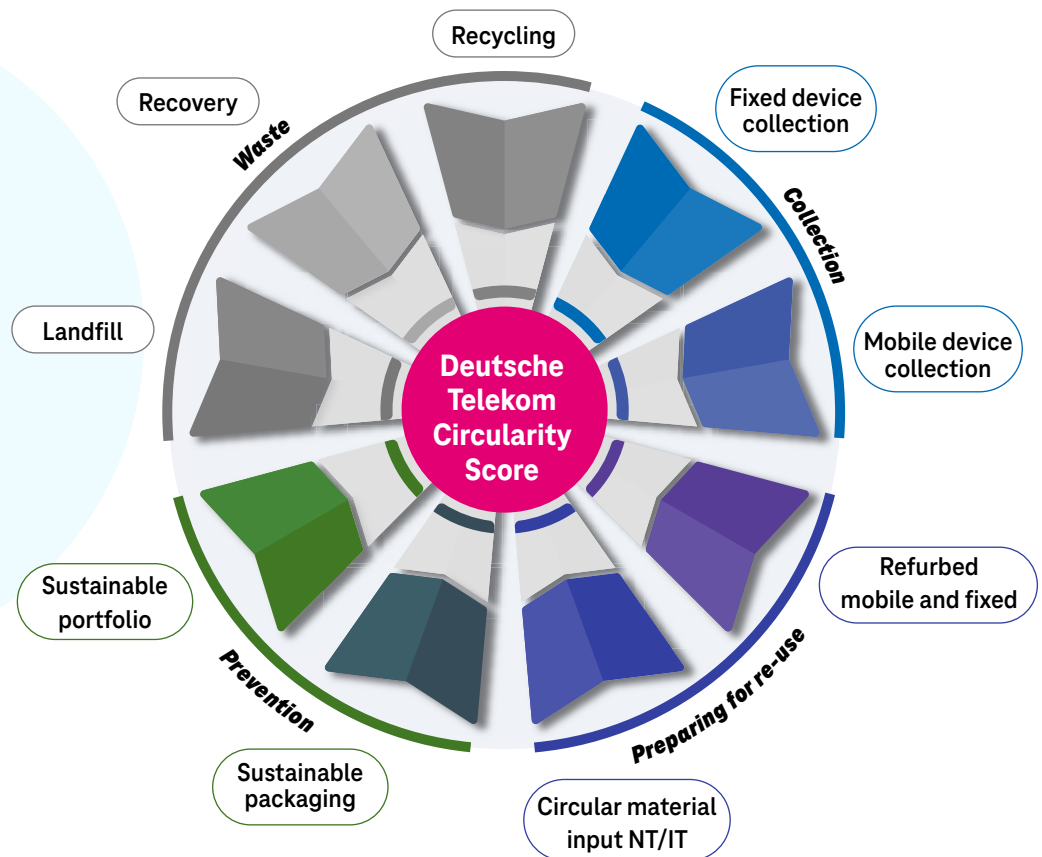 Recycling
Recovery
Fixed device
collection
Waste
Collection
Landfill
Mobile device
collection
Deutsche
Telekom
Circularity
Score
Sustainable
portfolio
Refurbed
mobile and fixed
Prevention
Preparing for re-use
Sustainable
packaging
Circular material
input NT/IT